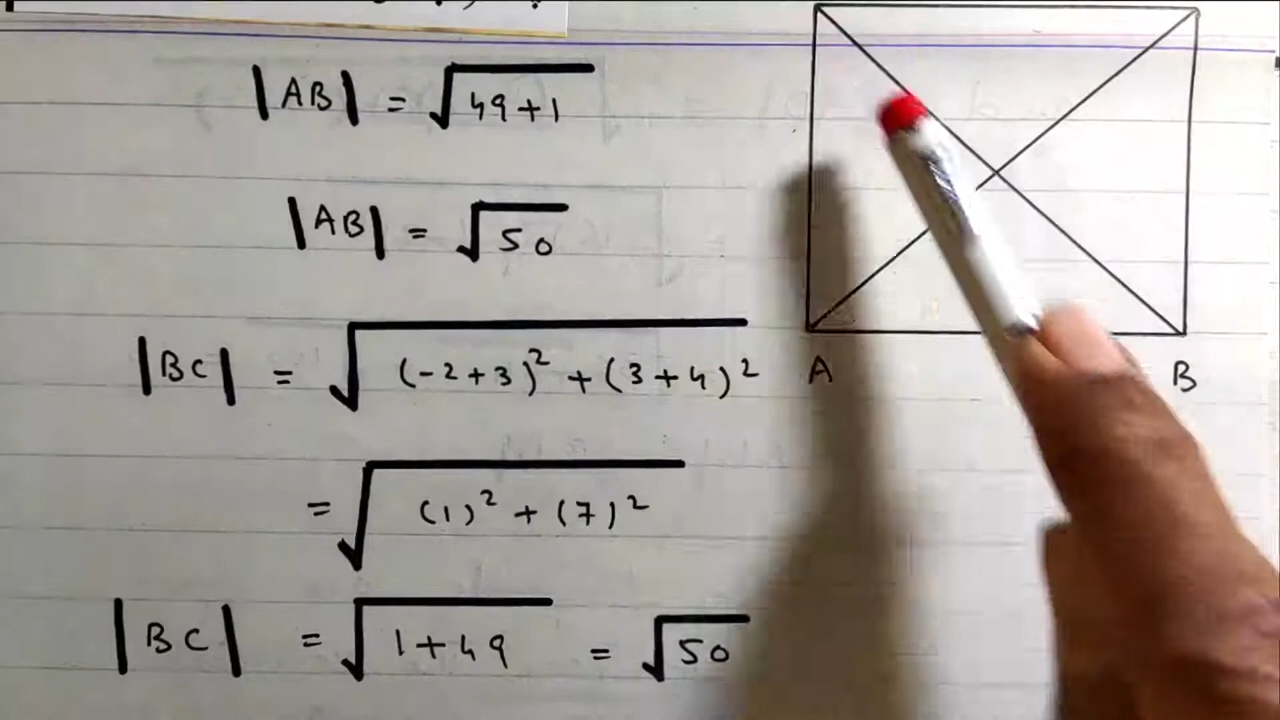 |AB| = √49+1
|AB| = √50
|BC| = √(-2+3)² + (3+4)²
= √(1)² + (7)²
|BC| = √1+49 = √50
A B